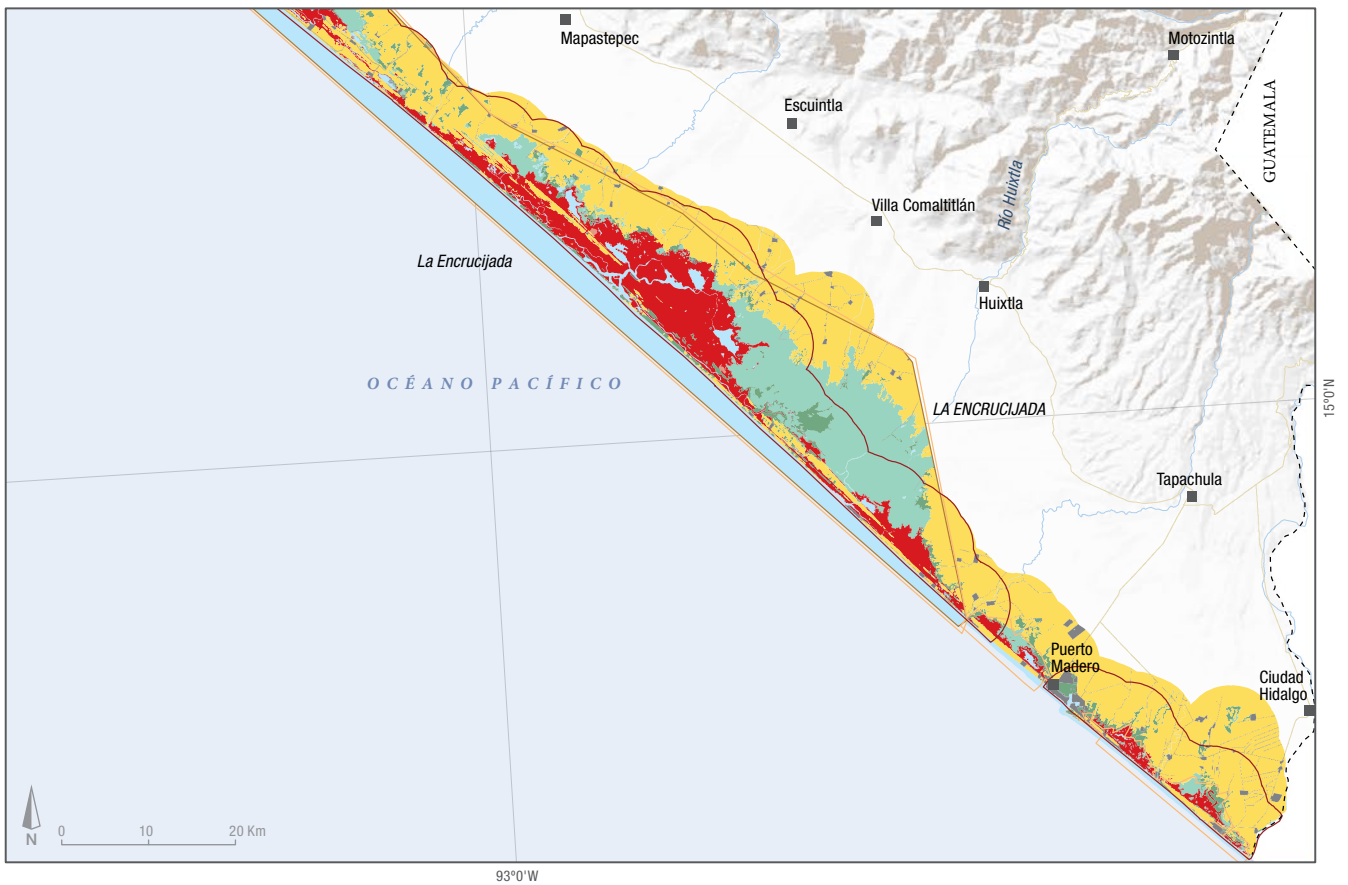 Mapastepec
Motozintla
GUATEMALA
Escuintla
Río Huixtla
Villa Comaltitlán
La Encrucijada
Huixtla
OCÉANO PACÍFICO
LA ENCRUCIJADA
15°0'N
Tapachula
Puerto
Madero
Ciudad
Hidalgo
N
0 10 20 Km
93°0'W